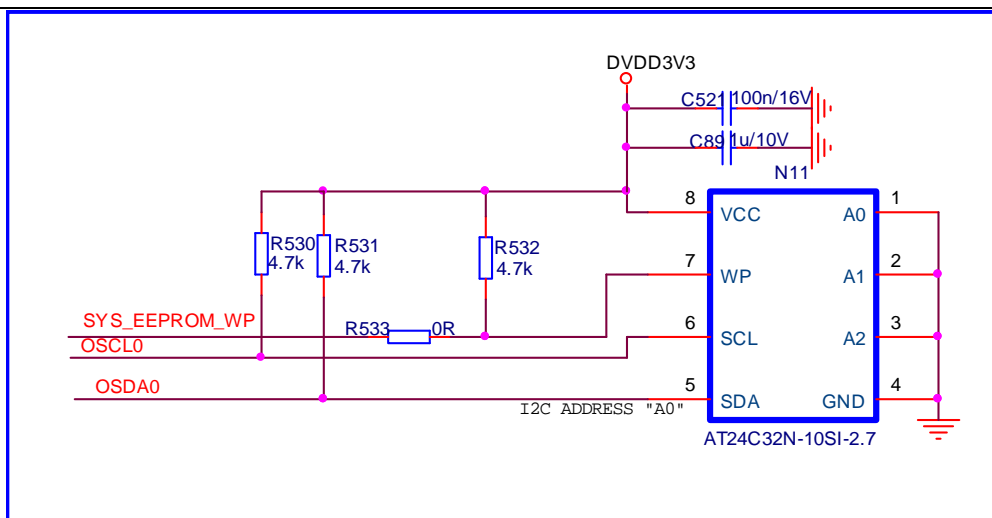 DVDD3V3
C521 100n/16V
C89 1u/10V
N11
8 VCC A0 1
R530 4.7k
R531 4.7k
R532 4.7k
7 WP A1 2
SYS_EEPROM_WP
R533 0R
6 SCL A2 3
OSCL0
OSDA0
5 SDA GND 4
I2C ADDRESS "A0"
AT24C32N-10SI-2.7